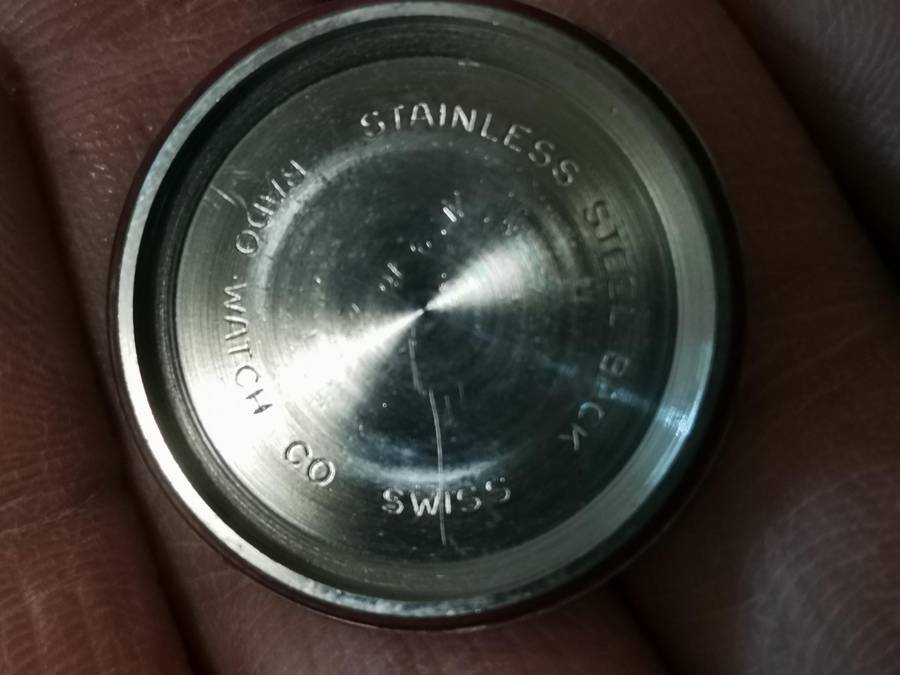 STAINLESS STEEL BACK
RADO WATCH CO
SWISS